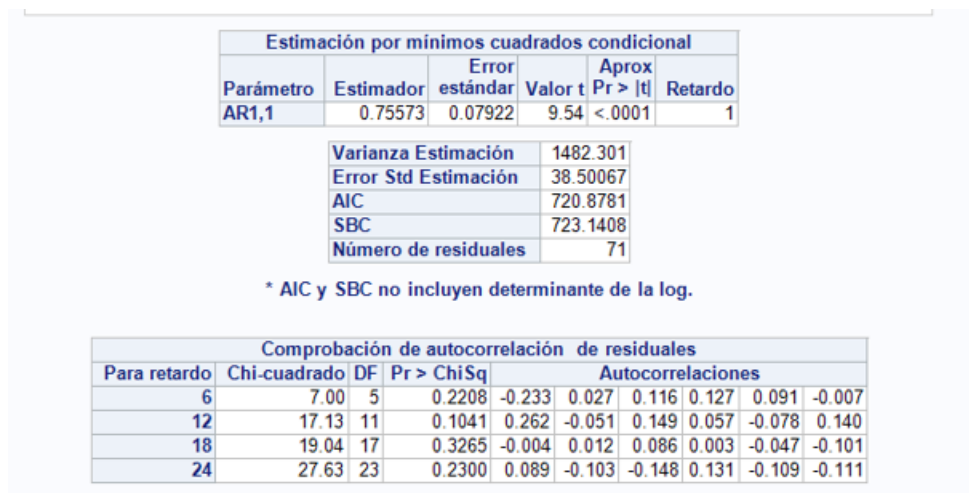 Estimación por mínimos cuadrados condicional
Parámetro Estimador Error estándar Valor t Aprox Pr > |t| Retardo
AR1,1 0.75573 0.07922 9.54 <.0001 1
Varianza Estimación 1482.301
Error Std Estimación 38.50067
AIC 720.8781
SBC 723.1408
Número de residuales 71
* AIC y SBC no incluyen determinante de la log.
Comprobación de autocorrelación de residuales
Para retardo Chi-cuadrado DF Pr > ChiSq Autocorrelaciones
6 7.00 5 0.2208 -0.233 0.027 0.116 0.127 0.091 -0.007
12 17.13 11 0.1041 0.262 -0.051 0.149 0.057 -0.078 0.140
18 19.04 17 0.3265 -0.004 0.012 0.086 0.003 -0.047 -0.101
24 27.63 23 0.2300 0.089 -0.103 -0.148 0.131 -0.109 -0.111